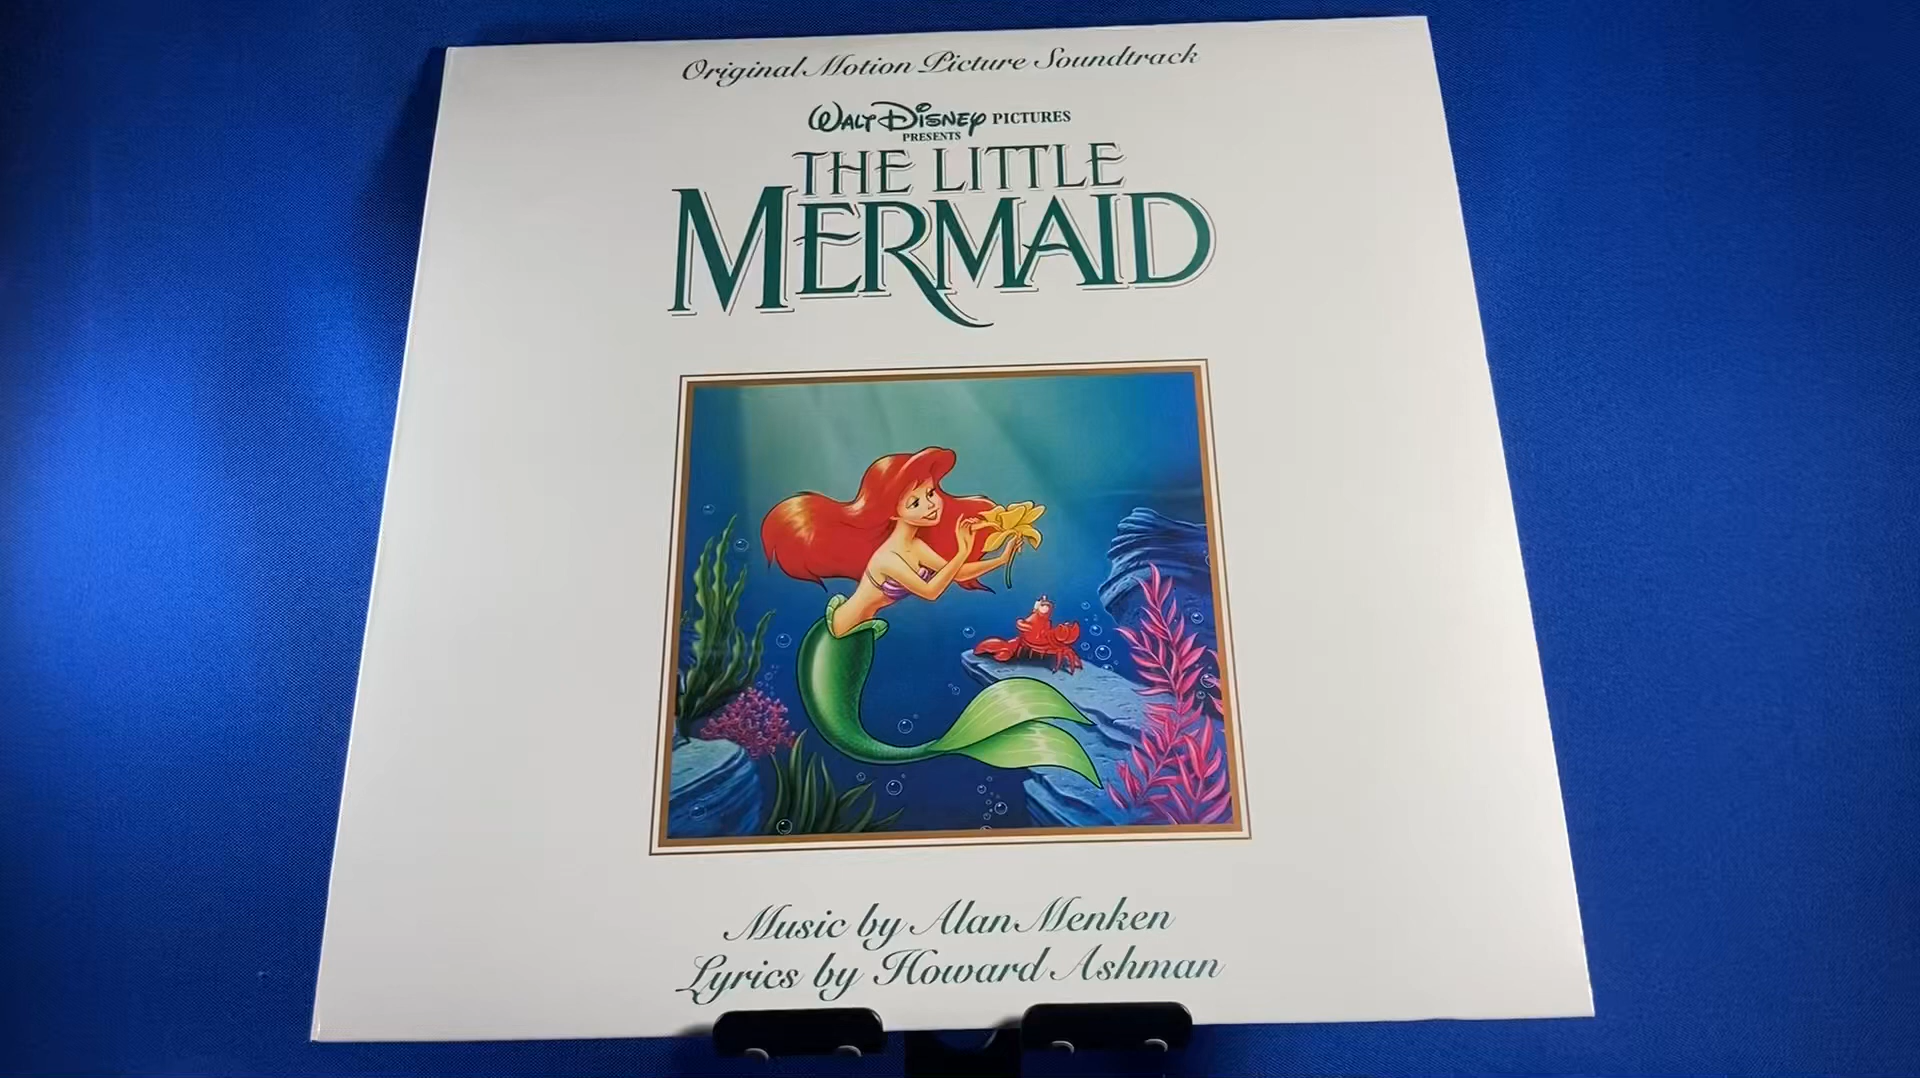 Original Motion Picture Soundtrack
WALT DISNEY PICTURES
PRESENTS
THE LITTLE
MERMAID
Music by Alan Menken
Lyrics by Howard Ashman